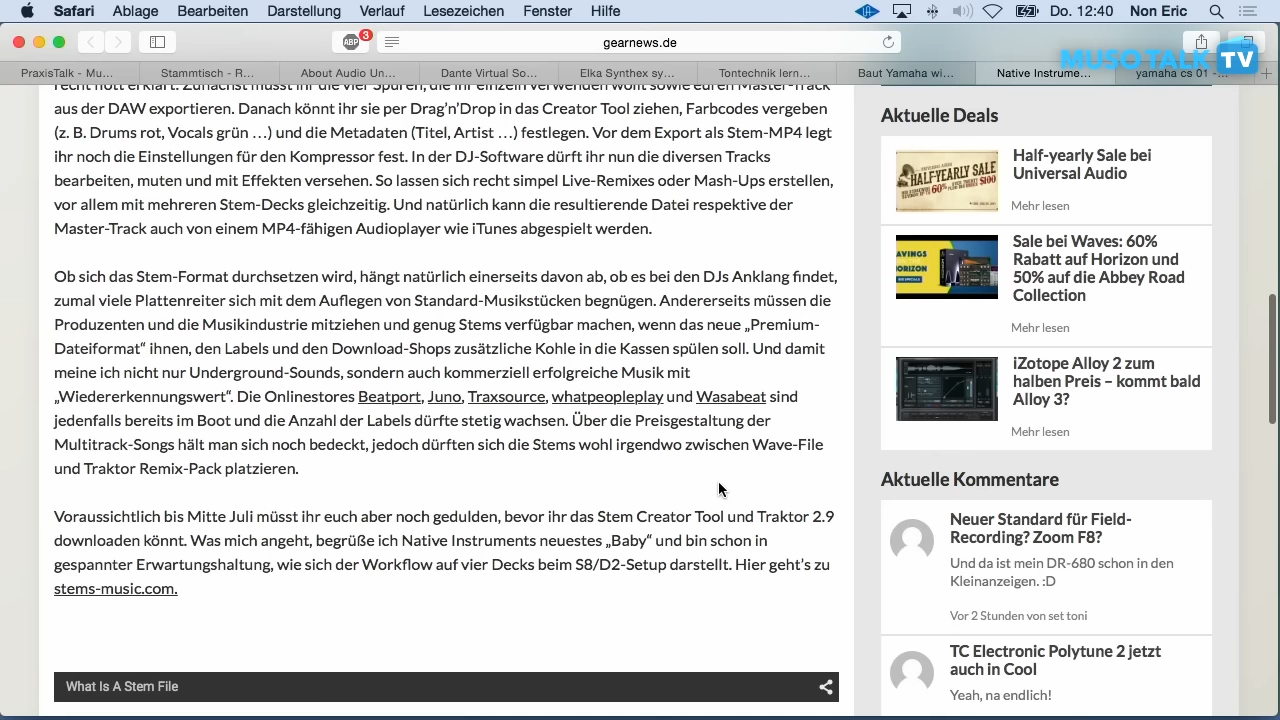 Safari Ablage Bearbeiten Darstellung Verlauf Lesezeichen Fenster Hilfe Do. 12:40 Non Eric
ABP 3 gearnews.de
MUSOTALK TV
PraxisTalk - Mu... Stammtisch - R... About Audio Un... Dante Virtual So... Elka Synthex sy... Tontechnik lern... Baut Yamaha wi... Native Instrume... yamaha cs 01 -...
aus der DAW exportieren. Danach könnt ihr sie per Drag’n’Drop in das Creator Tool ziehen, Farbcodes vergeben
(z. B. Drums rot, Vocals grün …) und die Metadaten (Titel, Artist …) festlegen. Vor dem Export als Stem-MP4 legt
ihr noch die Einstellungen für den Kompressor fest. In der DJ-Software dürft ihr nun die diversen Tracks
bearbeiten, muten und mit Effekten versehen. So lassen sich recht simpel Live-Remixes oder Mash-Ups erstellen,
vor allem mit mehreren Stem-Decks gleichzeitig. Und natürlich kann die resultierende Datei respektive der
Master-Track auch von einem MP4-fähigen Audioplayer wie iTunes abgespielt werden.
Ob sich das Stem-Format durchsetzen wird, hängt natürlich einerseits davon ab, ob es bei den DJs Anklang findet,
zumal viele Plattenreiter sich mit dem Auflegen von Standard-Musikstücken begnügen. Andererseits müssen die
Produzenten und die Musikindustrie mitziehen und genug Stems verfügbar machen, wenn das neue „Premium-
Dateiformat“ ihnen, den Labels und den Download-Shops zusätzliche Kohle in die Kassen spülen soll. Und damit
meine ich nicht nur Underground-Sounds, sondern auch kommerziell erfolgreiche Musik mit
„Wiedererkennungswert“. Die Onlinestores Beatport, Juno, Traxsource, whatpeopleplay und Wasabeat sind
jedenfalls bereits im Boot und die Anzahl der Labels dürfte stetig wachsen. Über die Preisgestaltung der
Multitrack-Songs hält man sich noch bedeckt, jedoch dürften sich die Stems wohl irgendwo zwischen Wave-File
und Traktor Remix-Pack platzieren.
Voraussichtlich bis Mitte Juli müsst ihr euch aber noch gedulden, bevor ihr das Stem Creator Tool und Traktor 2.9
downloaden könnt. Was mich angeht, begrüße ich Native Instruments neuestes „Baby“ und bin schon in
gespannter Erwartungshaltung, wie sich der Workflow auf vier Decks beim S8/D2-Setup darstellt. Hier geht’s zu
stems-music.com.
What Is A Stem File
Aktuelle Deals
HALF-YEARLY SALE
60%
$100
Half-yearly Sale bei
Universal Audio
Mehr lesen
Sale bei Waves: 60%
Rabatt auf Horizon und
50% auf die Abbey Road
Collection
Mehr lesen
iZotope Alloy 2 zum
halben Preis – kommt bald
Alloy 3?
Mehr lesen
Aktuelle Kommentare
Neuer Standard für Field-
Recording? Zoom F8?
Und da ist mein DR-680 schon in den
Kleinanzeigen. :D
Vor 2 Stunden von set toni
TC Electronic Polytune 2 jetzt
auch in Cool
Yeah, na endlich!